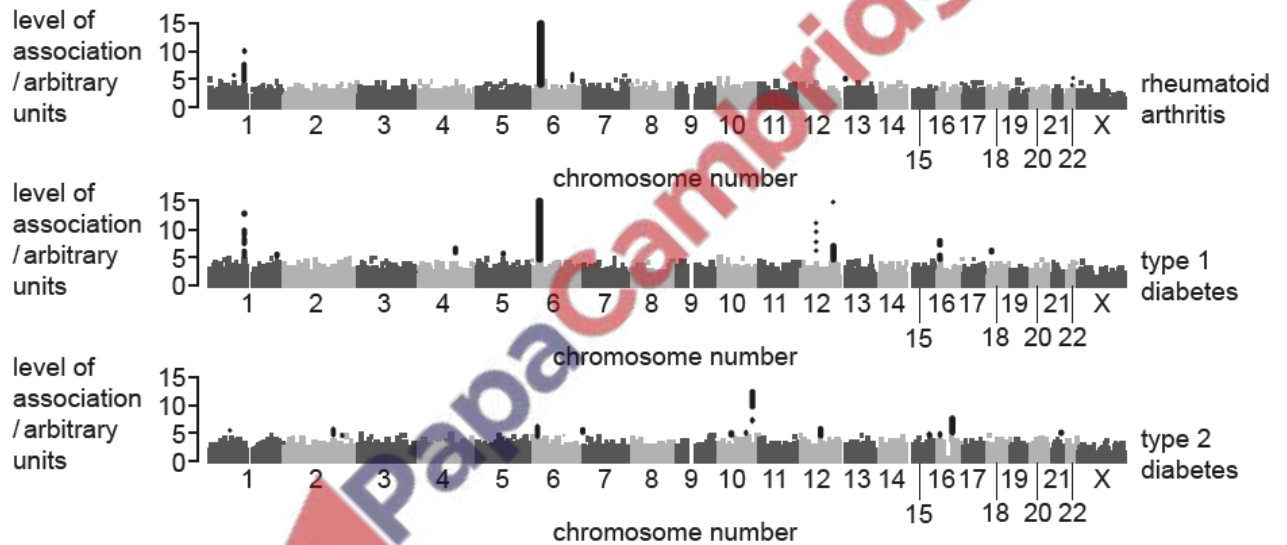 level of
association
/ arbitrary
units
15
10
5
0
1 2 3 4 5 6 7 8 9 10 11 12 13 14 16 17 19 21 X
15 18 20 22
chromosome number
rheumatoid
arthritis
level of
association
/ arbitrary
units
15
10
5
0
1 2 3 4 5 6 7 8 9 10 11 12 13 14 16 17 19 21 X
15 18 20 22
chromosome number
type 1
diabetes
level of
association
/ arbitrary
units
15
10
5
0
1 2 3 4 5 6 7 8 9 10 11 12 13 14 16 17 19 21 X
15 18 20 22
chromosome number
type 2
diabetes
PapaCambridge